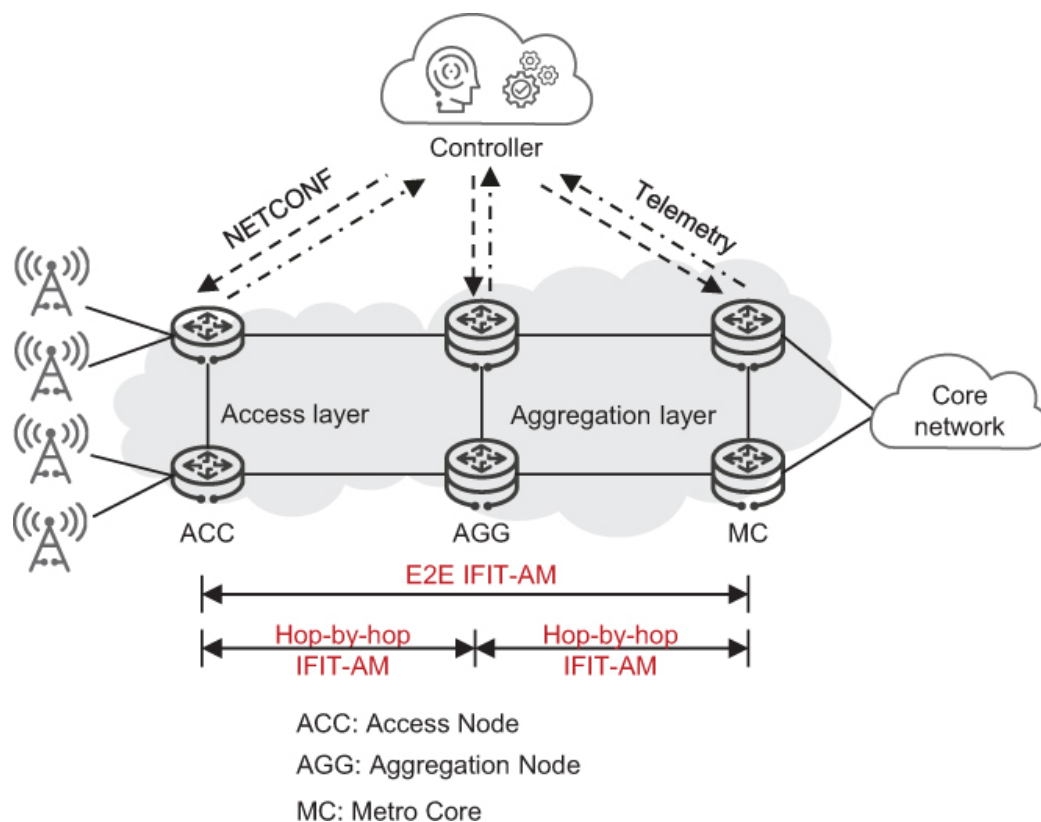 Controller
NETCONF
Telemetry
Access layer
Aggregation layer
Core
network
ACC
AGG
MC
E2E IFIT-AM
Hop-by-hop
IFIT-AM
Hop-by-hop
IFIT-AM
ACC: Access Node
AGG: Aggregation Node
MC: Metro Core